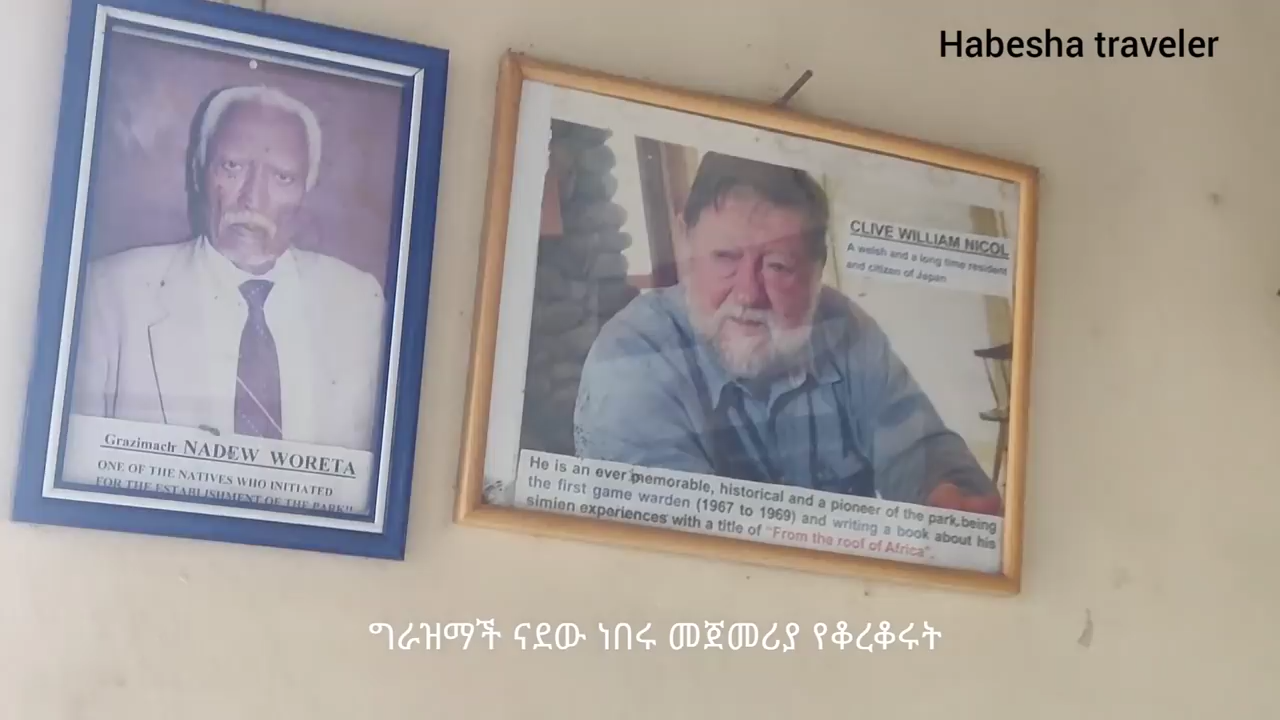 Habesha traveler
Grazimach NADEW WORETA
ONE OF THE NATIVES WHO INITIATED
FOR THE ESTABLISHMENT OF THE PARK!!
CLIVE WILLIAM NICOL
A welsh and a long time resident
and citizen of Japan
He is an ever memorable, historical and a pioneer of the park,being
the first game warden (1967 to 1969) and writing a book about his
simien experiences with a title of "From the roof of Africa".
ግራዝማች ናደው ነበሩ መጀመሪያ የቆረቆሩት